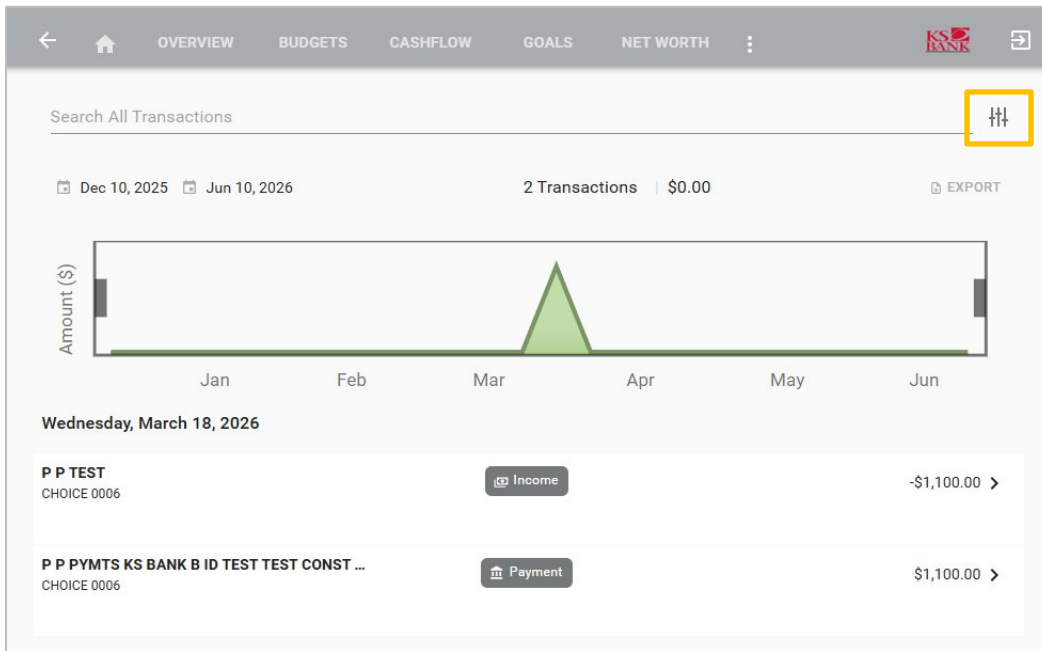 OVERVIEW BUDGETS CASHFLOW GOALS NET WORTH KS BANK
Search All Transactions
Dec 10, 2025 Jun 10, 2026 2 Transactions | $0.00 EXPORT
Amount ($)
Jan Feb Mar Apr May Jun
Wednesday, March 18, 2026
P P TEST
CHOICE 0006
Income
-$1,100.00
P P PYMTS KS BANK B ID TEST TEST CONST ...
CHOICE 0006
Payment
$1,100.00